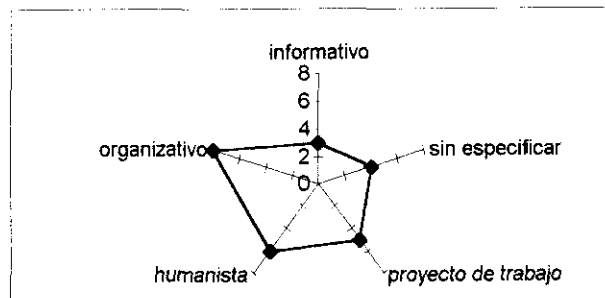 informativo
8
6
4
2
0
organizativo
sin especificar
humanista
proyecto de trabajo